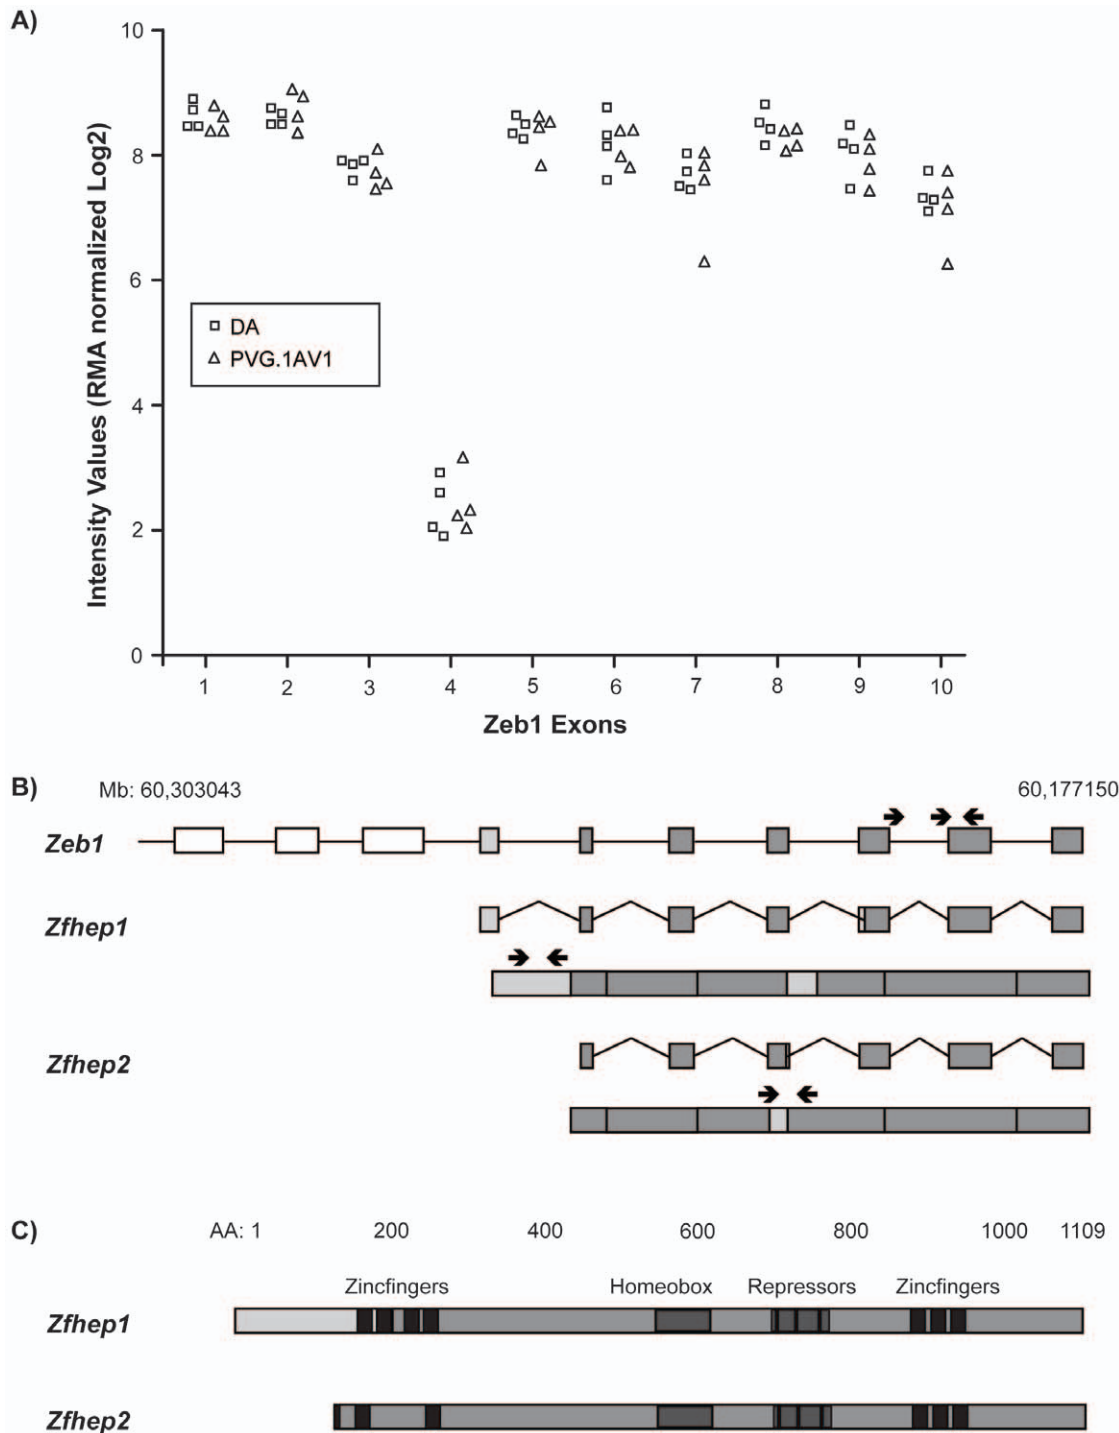 A)
10
8
6
4
2
0
Intensity Values (RMA normalized Log2)
DA
PVG.1AV1
1 2 3 4 5 6 7 8 9 10
Zeb1 Exons
B)
Mb: 60,303043 60,177150
Zeb1
Zfhep1
Zfhep2
C)
AA: 1 200 400 600 800 1000 1109
Zincfingers Homeobox Repressors Zincfingers
Zfhep1
Zfhep2